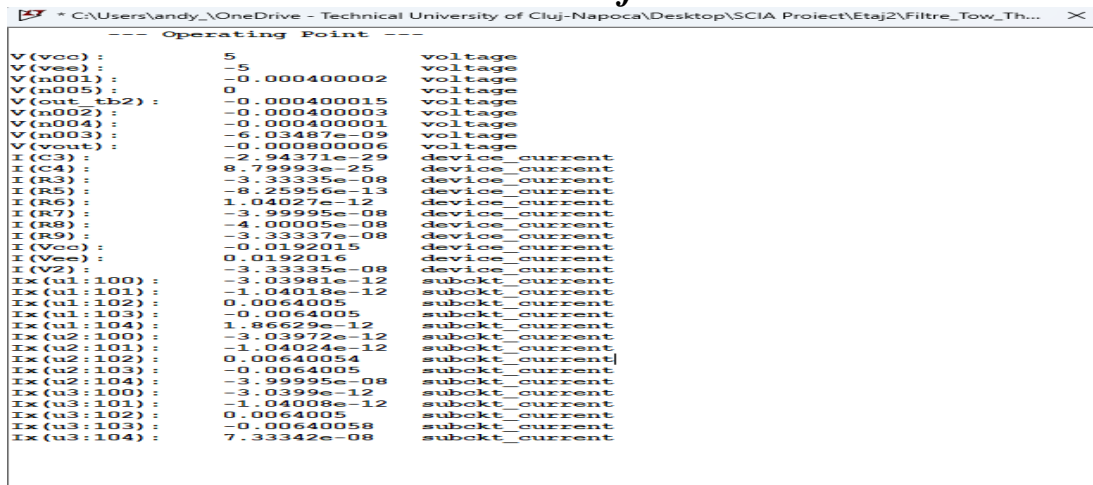 * C:\Users\andy_\OneDrive - Technical University of Cluj-Napoca\Desktop\SCIA Proiect\Etaj2\Filtre_Tow_Th...
--- Operating Point ---
V(vcc): 5 voltage
V(vee): -5 voltage
V(n001): -0.000400002 voltage
V(n005): 0 voltage
V(out_tb2): -0.000400015 voltage
V(n002): -0.000400003 voltage
V(n004): -0.000400001 voltage
V(n003): -6.03487e-09 voltage
V(vout): -0.000800006 voltage
I(C3): -2.94371e-29 device_current
I(C4): 8.79993e-25 device_current
I(R3): -3.33335e-08 device_current
I(R5): -8.25956e-13 device_current
I(R6): 1.04027e-12 device_current
I(R7): -3.99995e-08 device_current
I(R8): -4.00005e-08 device_current
I(R9): -3.33337e-08 device_current
I(Vcc): -0.0192015 device_current
I(Vee): 0.0192016 device_current
I(V2): -3.33335e-08 device_current
Ix(u1:100): -3.03981e-12 subckt_current
Ix(u1:101): -1.04018e-12 subckt_current
Ix(u1:102): 0.0064005 subckt_current
Ix(u1:103): -0.0064005 subckt_current
Ix(u1:104): 1.86629e-12 subckt_current
Ix(u2:100): -3.03972e-12 subckt_current
Ix(u2:101): -1.04024e-12 subckt_current
Ix(u2:102): 0.00640054 subckt_current
Ix(u2:103): -0.0064005 subckt_current
Ix(u2:104): -3.99995e-08 subckt_current
Ix(u3:100): -3.0399e-12 subckt_current
Ix(u3:101): -1.04008e-12 subckt_current
Ix(u3:102): 0.0064005 subckt_current
Ix(u3:103): -0.00640058 subckt_current
Ix(u3:104): 7.33342e-08 subckt_current